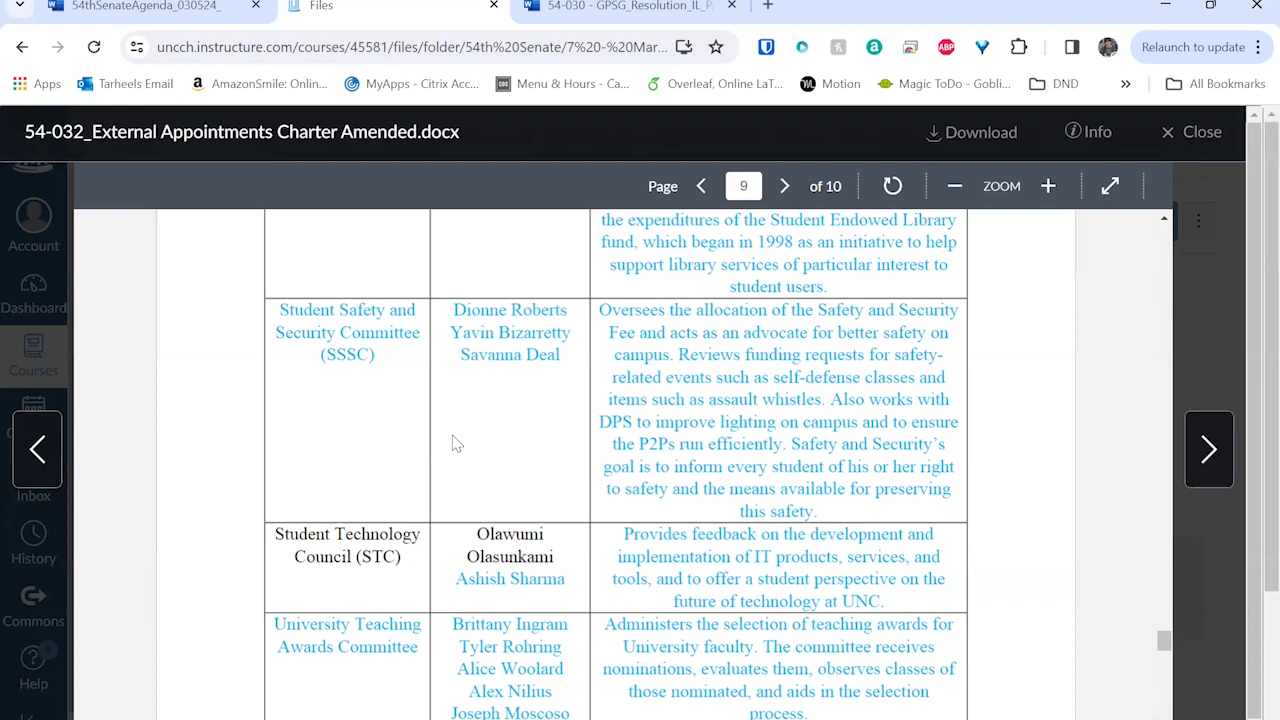 54thSenateAgenda_030524_
Files
54-030 - GPSG_Resolution_IL_P
uncch.instructure.com/courses/45581/files/folder/54th%20Senate/7%20-%20Mar...
Relaunch to update
Apps
Tarheels Email
AmazonSmile: Onlin...
MyApps - Citrix Acc...
Menu & Hours - Ca...
Overleaf, Online LaT...
Motion
Magic ToDo - Gobli...
DND
All Bookmarks
54-032_External Appointments Charter Amended.docx
Download
Info
Close
Page
9
of 10
ZOOM
Account
Dashboard
Courses
Inbox
History
Commons
8
Help
the expenditures of the Student Endowed Library
fund, which began in 1998 as an initiative to help
support library services of particular interest to
student users.
Student Safety and
Security Committee
(SSSC)
Dionne Roberts
Yavin Bizarretty
Savanna Deal
Oversees the allocation of the Safety and Security
Fee and acts as an advocate for better safety on
campus. Reviews funding requests for safety-
related events such as self-defense classes and
items such as assault whistles. Also works with
DPS to improve lighting on campus and to ensure
the P2Ps run efficiently. Safety and Security's
goal is to inform every student of his or her right
to safety and the means available for preserving
this safety.
Student Technology
Council (STC)
Olawumi
Olasunkami
Ashish Sharma
Provides feedback on the development and
implementation of IT products, services, and
tools, and to offer a student perspective on the
future of technology at UNC.
University Teaching
Awards Committee
Brittany Ingram
Tyler Rohring
Alice Woolard
Alex Nilius
Joseph Moscoso
Administers the selection of teaching awards for
University faculty. The committee receives
nominations, evaluates them, observes classes of
those nominated, and aids in the selection
process.